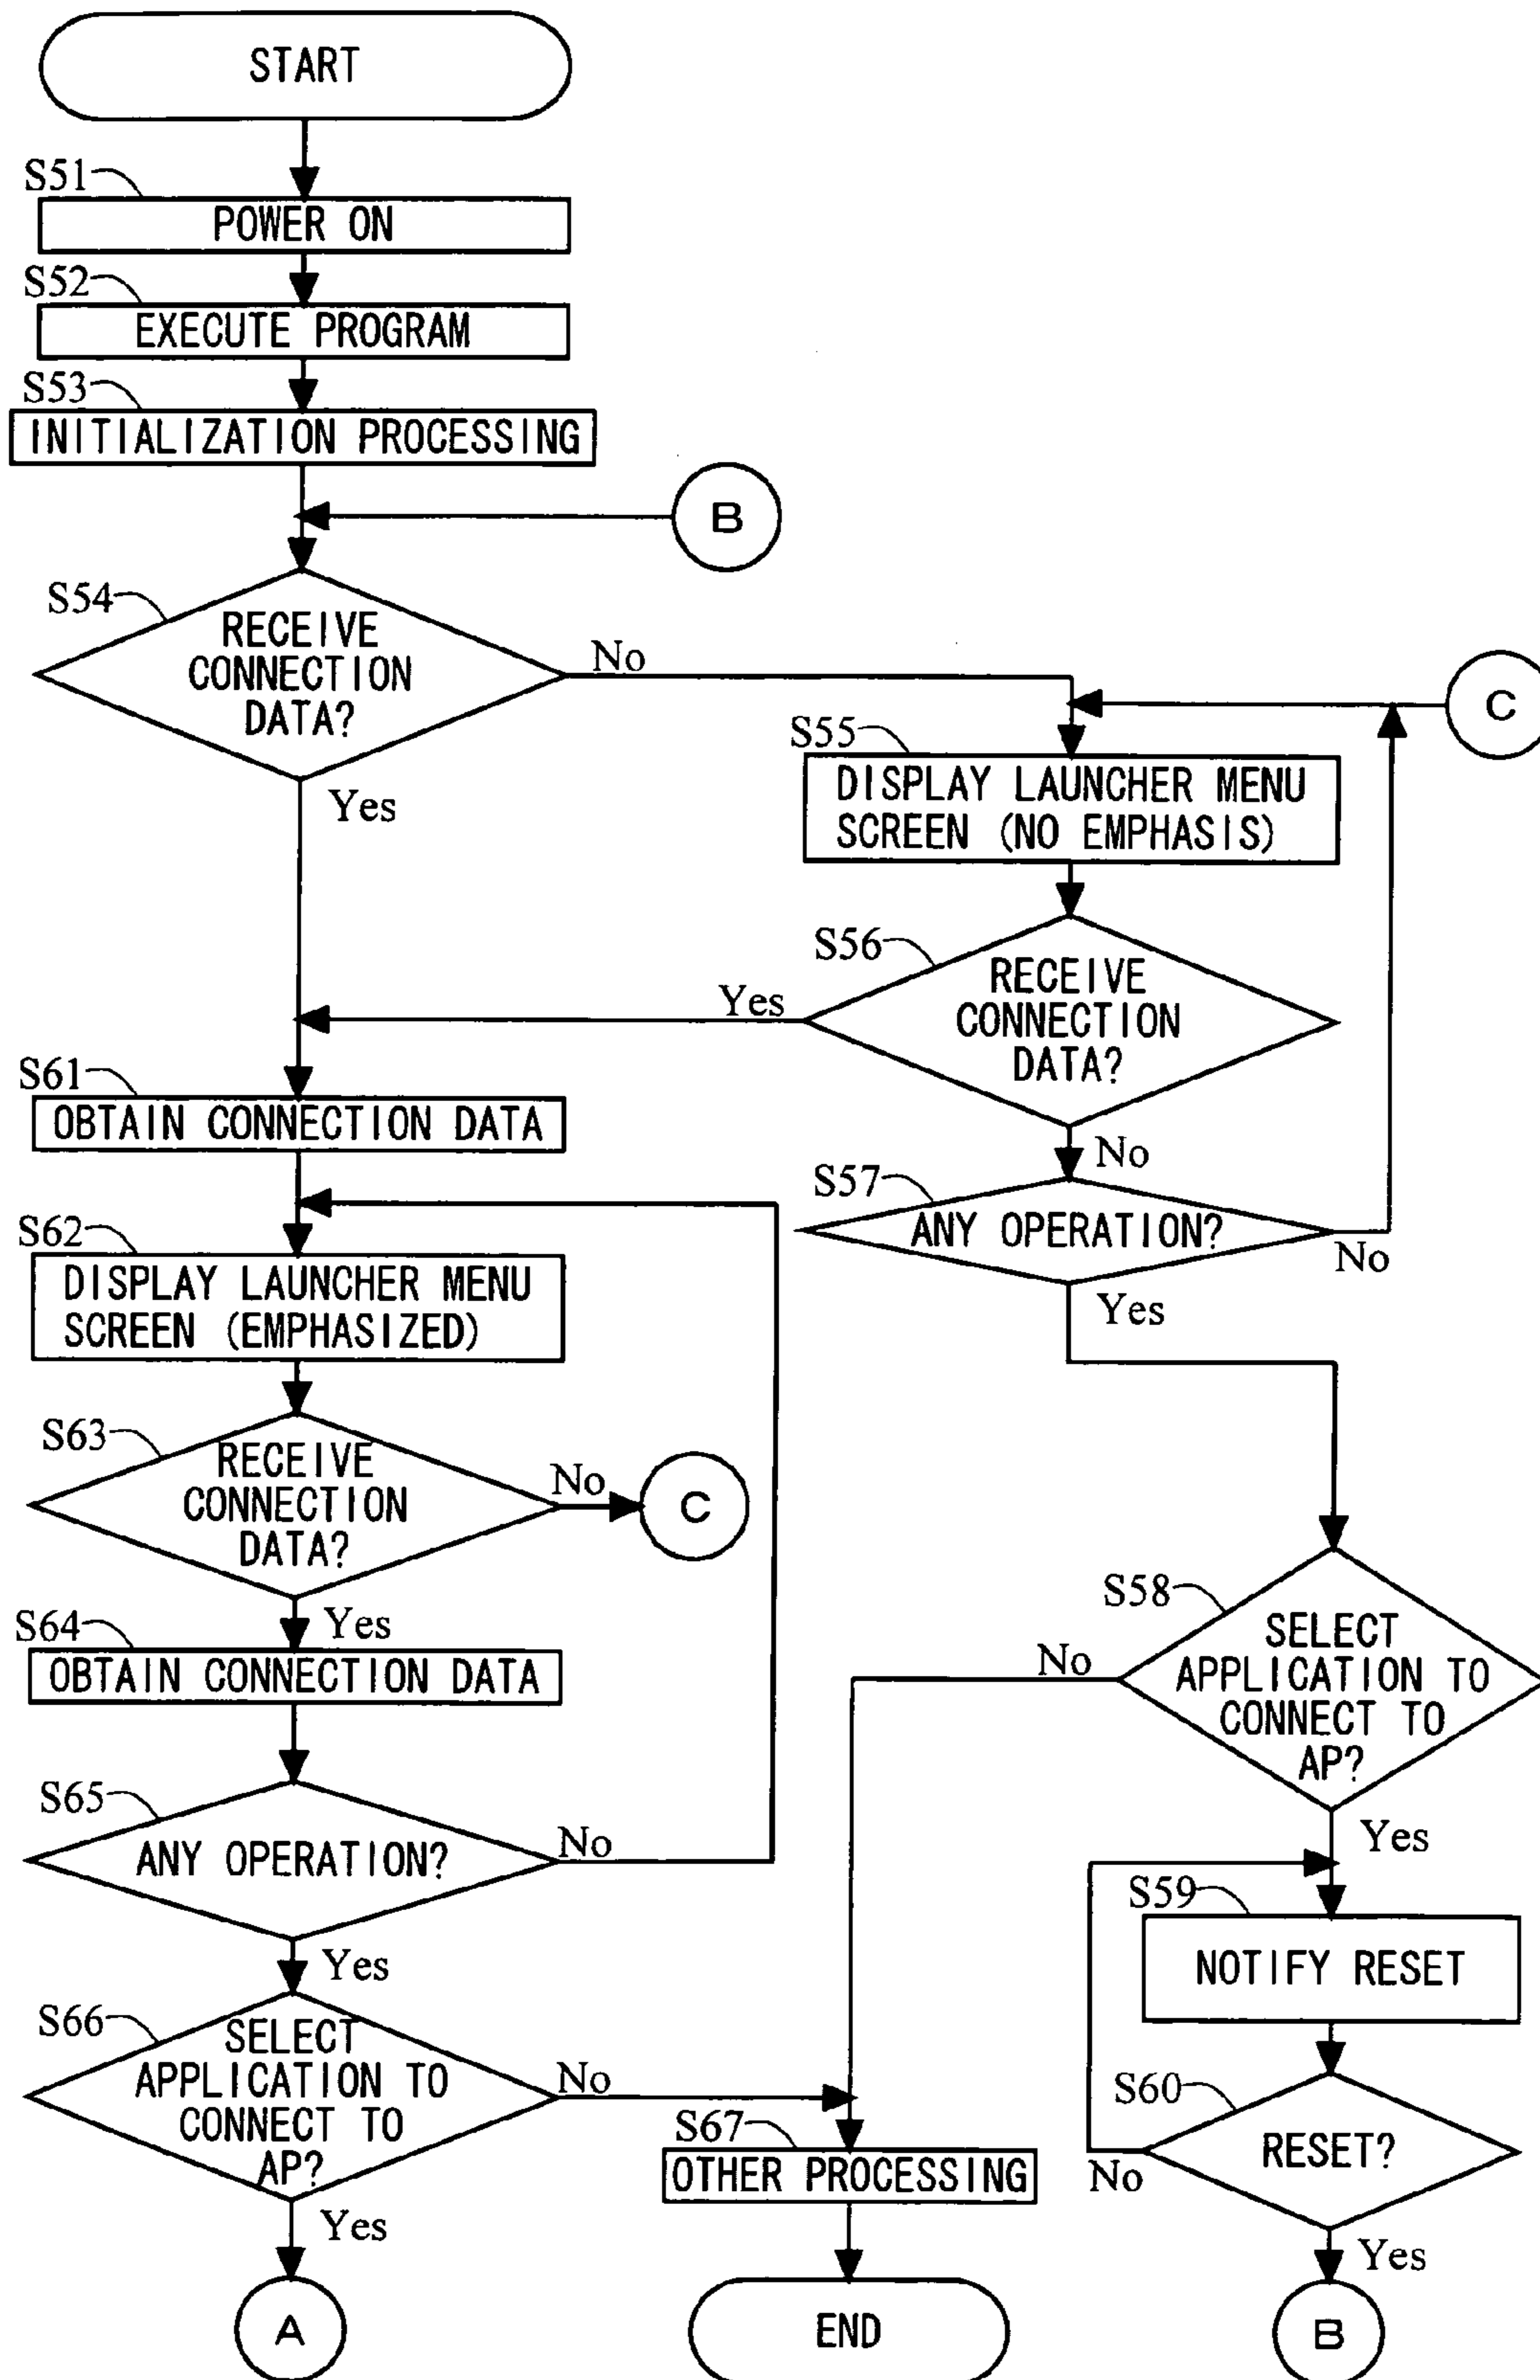 START
S51
POWER ON
S52
EXECUTE PROGRAM
S53
INITIALIZATION PROCESSING
B
S54
RECEIVE
CONNECTION
DATA?
No
Yes
C
S55
DISPLAY LAUNCHER MENU
SCREEN (NO EMPHASIS)
S56
RECEIVE
CONNECTION
DATA?
Yes
No
S57
ANY OPERATION?
No
Yes
S61
OBTAIN CONNECTION DATA
S62
DISPLAY LAUNCHER MENU
SCREEN (EMPHASIZED)
S63
RECEIVE
CONNECTION
DATA?
No
C
Yes
S64
OBTAIN CONNECTION DATA
S65
ANY OPERATION?
No
Yes
S66
SELECT
APPLICATION TO
CONNECT TO
AP?
No
Yes
A
S58
SELECT
APPLICATION TO
CONNECT TO
AP?
No
Yes
S59
NOTIFY RESET
S60
RESET?
No
Yes
B
S67
OTHER PROCESSING
END